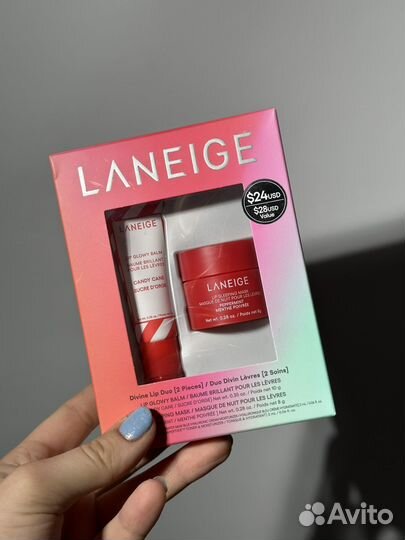 LANEIGE
$24USD
$28USD
Value
LANEIGE
LIP GLOWY BALM
BAUME BRILLANT
POUR LES LÈVRES
CANDY CANE
SUCRE D'ORGE
LANEIGE
LIP SLEEPING MASK
MASQUE DE NUIT POUR LES LÈVRES
PEPPERMINT
MENTHE POIVRÉE
Net wt. 0.28 oz. / Poids net 8g
Divine Lip Duo [2 Pieces] / Duo Divin Lèvres [2 Soins]
LIP GLOWY BALM / BAUME BRILLANT POUR LES LÈVRES
CANDY CANE / SUCRE D'ORGE] Net wt. 0.35 oz. / Poids net 10 g
SLEEPING MASK / MASQUE DE NUIT POUR LES LÈVRES
MENTHE POIVRÉE] Net wt. 0.28 oz. / Poids net 8 g
Avito